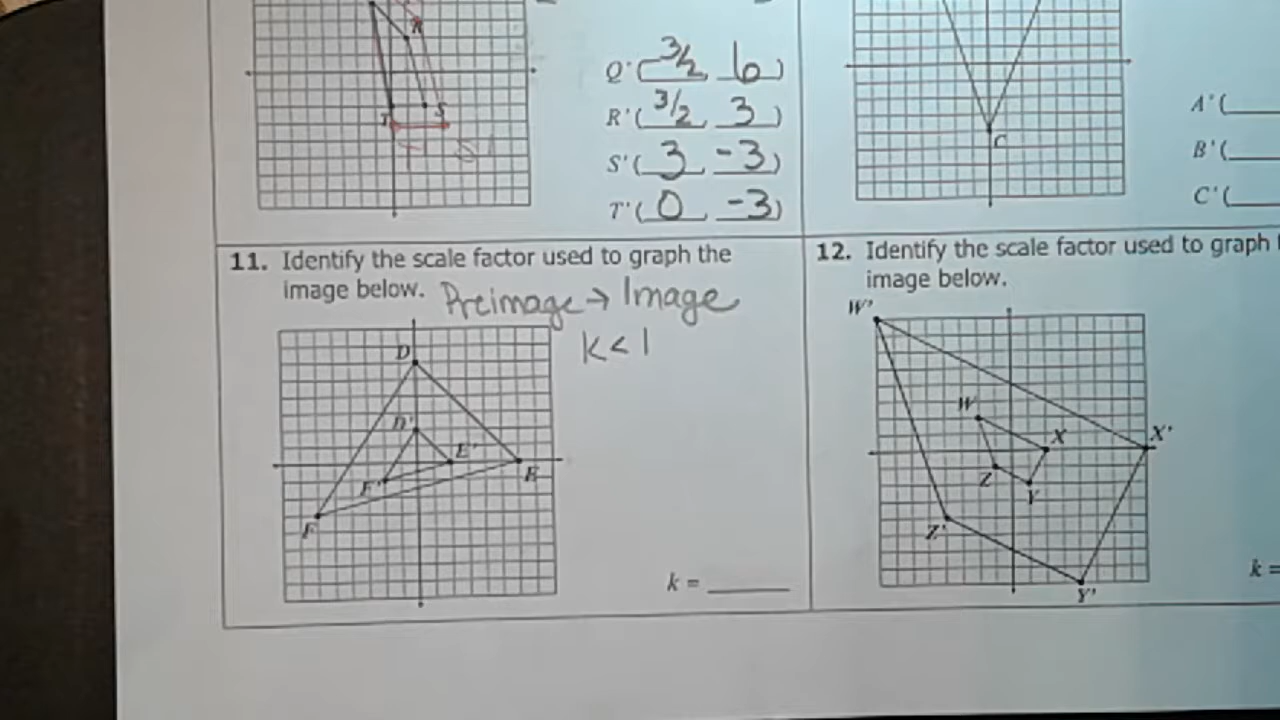 R
T
S
Q'( 3/2, 6 )
R'( 3/2, 3 )
S'( 3, -3 )
T'( 0, -3 )
C
A'(
B'(
C'(
11. Identify the scale factor used to graph the
image below. Preimage → Image
k < 1
D
D'
E'
E
F'
F
k =
12. Identify the scale factor used to graph
image below.
W'
W
X
X'
Z
Y
Z'
Y'
k =